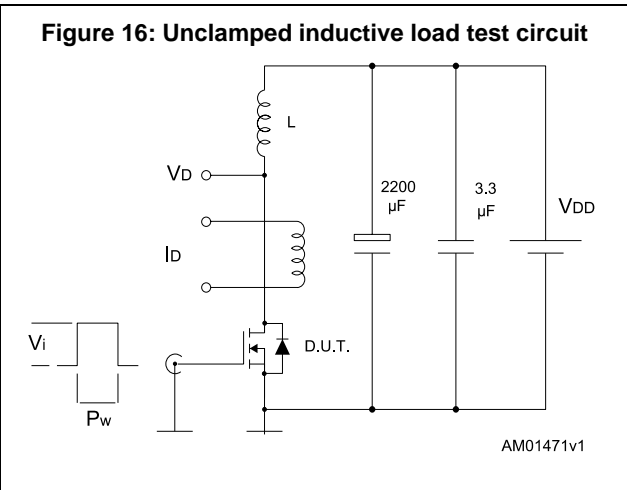 Figure 16: Unclamped inductive load test circuit
L
VD
2200
µF
3.3
µF
VDD
ID
Vi
D.U.T.
Pw
AM01471v1